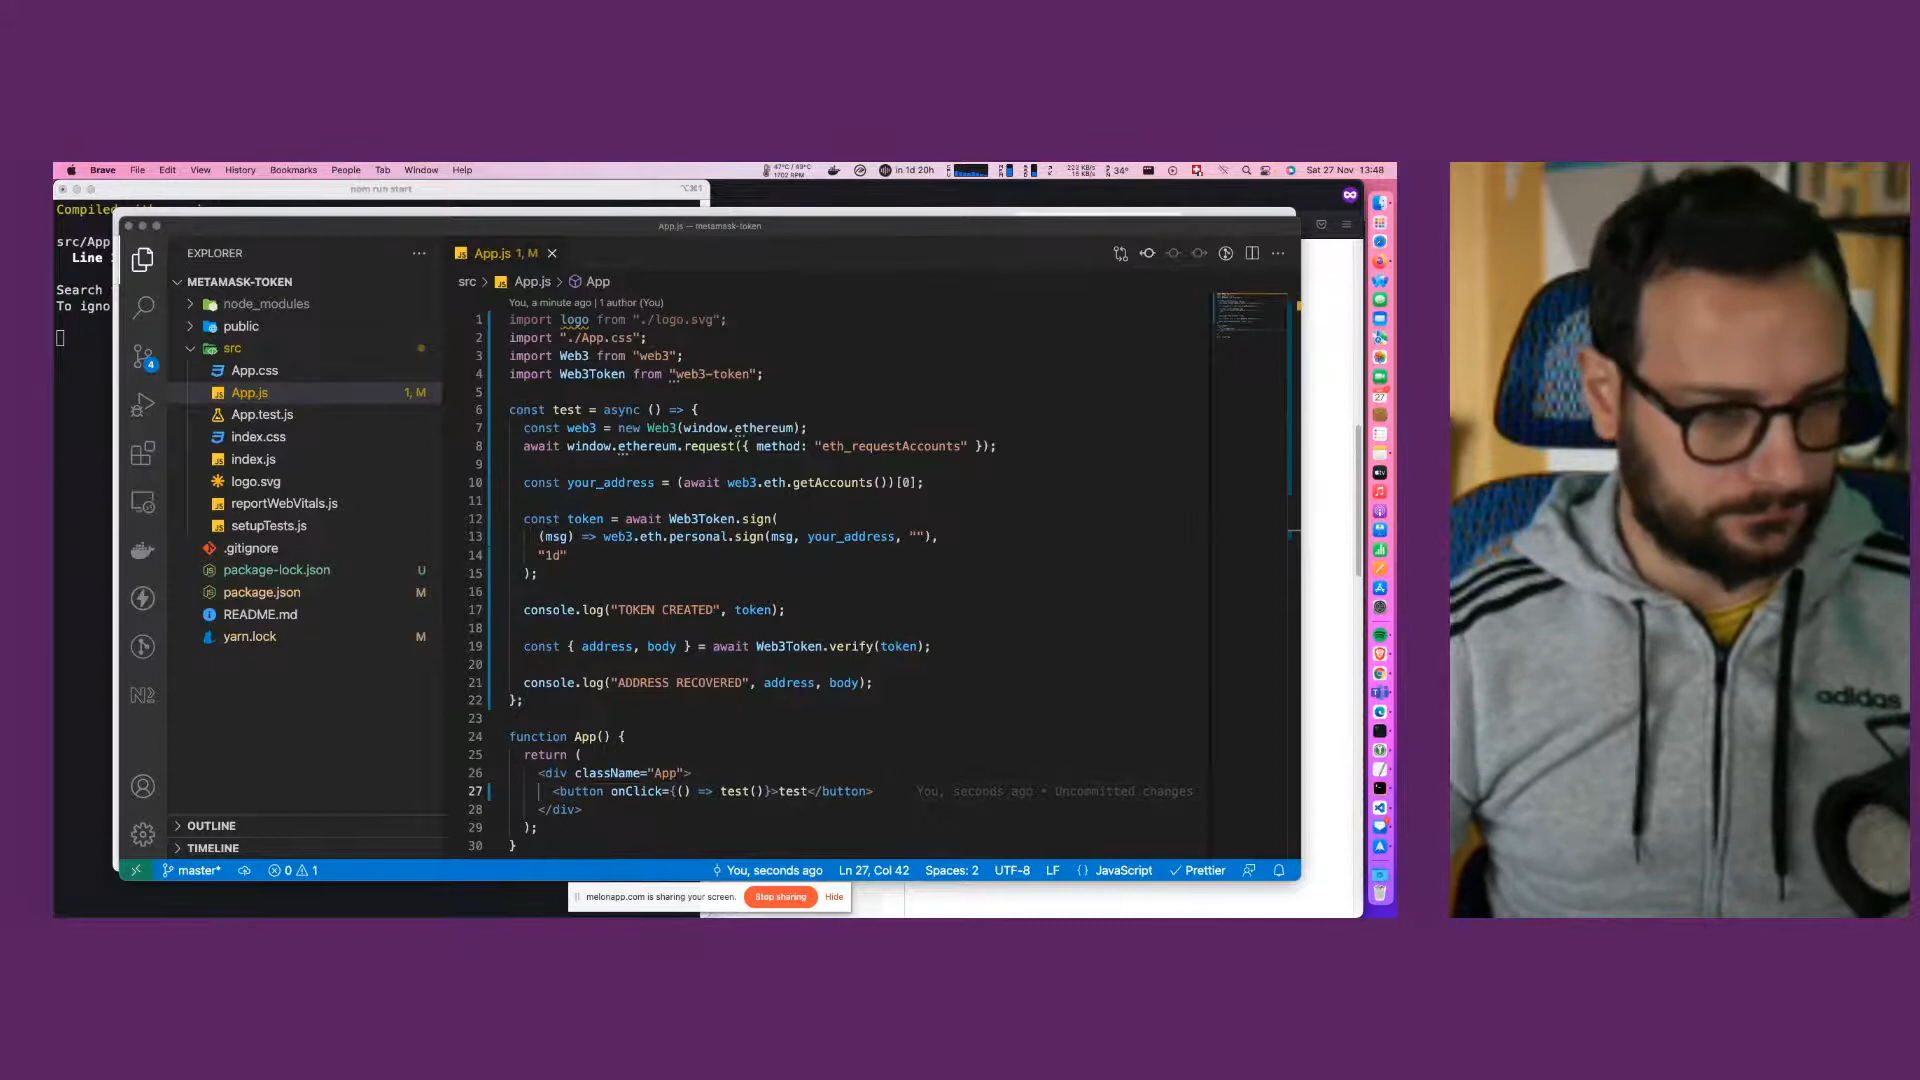 Brave File Edit View History Bookmarks People Tab Window Help
47°C / 49°C
1702 RPM
in 1d 20h
34°
Sat 27 Nov 13:48
npm run start
⌥⌘1
Compiled
src/App
Line
Search
To igno
App.js — metamask-token
EXPLORER
METAMASK-TOKEN
node_modules
public
src
App.css
App.js 1, M
App.test.js
index.css
index.js
logo.svg
reportWebVitals.js
setupTests.js
.gitignore
package-lock.json U
package.json M
README.md
yarn.lock M
OUTLINE
TIMELINE
4
App.js 1, M
src > App.js > App
You, a minute ago | 1 author (You)
1 import logo from "./logo.svg";
2 import "./App.css";
3 import Web3 from "web3";
4 import Web3Token from "web3-token";
5
6 const test = async () => {
7 const web3 = new Web3(window.ethereum);
8 await window.ethereum.request({ method: "eth_requestAccounts" });
9
10 const your_address = (await web3.eth.getAccounts())[0];
11
12 const token = await Web3Token.sign(
13 (msg) => web3.eth.personal.sign(msg, your_address, ""),
14 "1d"
15 );
16
17 console.log("TOKEN CREATED", token);
18
19 const { address, body } = await Web3Token.verify(token);
20
21 console.log("ADDRESS RECOVERED", address, body);
22 };
23
24 function App() {
25 return (
26 <div className="App">
27 <button onClick={() => test()}>test</button> You, seconds ago • Uncommitted changes
28 </div>
29 );
30 }
master* 0 1 You, seconds ago Ln 27, Col 42 Spaces: 2 UTF-8 LF {} JavaScript Prettier
melonapp.com is sharing your screen. Stop sharing Hide
27
adidas